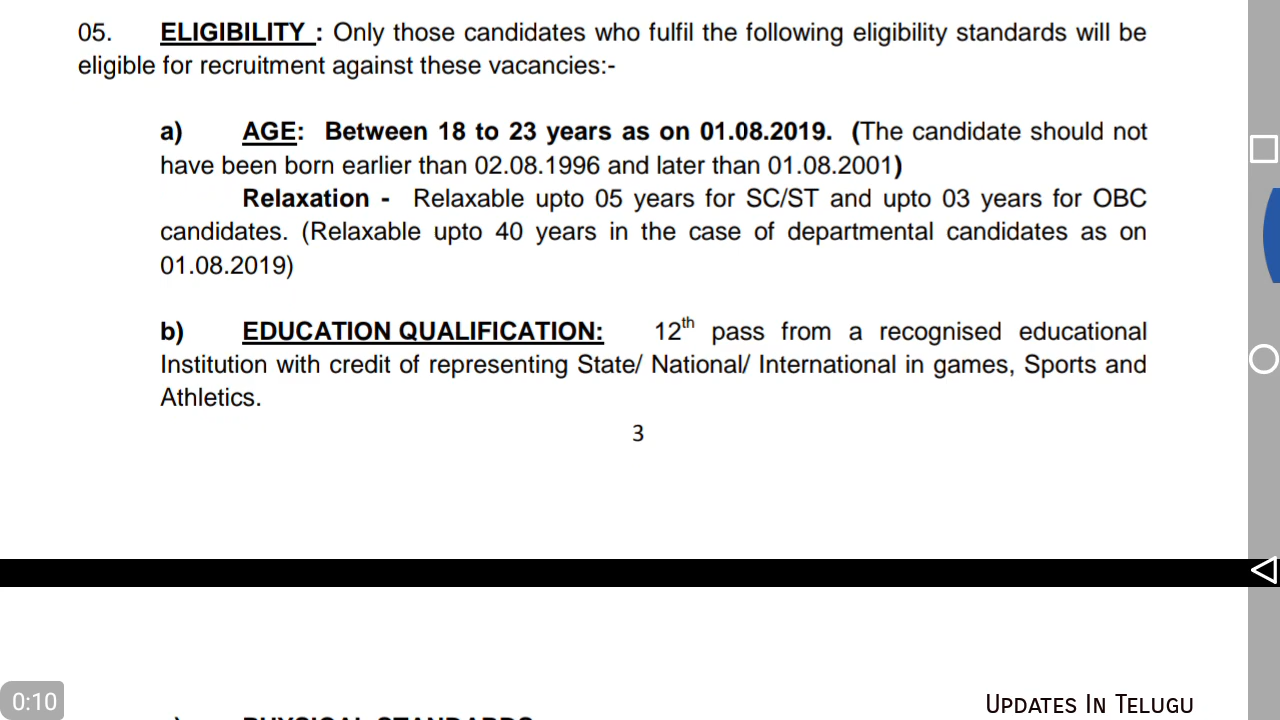 05. ELIGIBILITY : Only those candidates who fulfil the following eligibility standards will be
eligible for recruitment against these vacancies:-
a) AGE: Between 18 to 23 years as on 01.08.2019. (The candidate should not
have been born earlier than 02.08.1996 and later than 01.08.2001)
Relaxation - Relaxable upto 05 years for SC/ST and upto 03 years for OBC
candidates. (Relaxable upto 40 years in the case of departmental candidates as on
01.08.2019)
b) EDUCATION QUALIFICATION: 12th pass from a recognised educational
Institution with credit of representing State/ National/ International in games, Sports and
Athletics.
3
0:10
UPDATES IN TELUGU
PHYSICAL STANDARDS